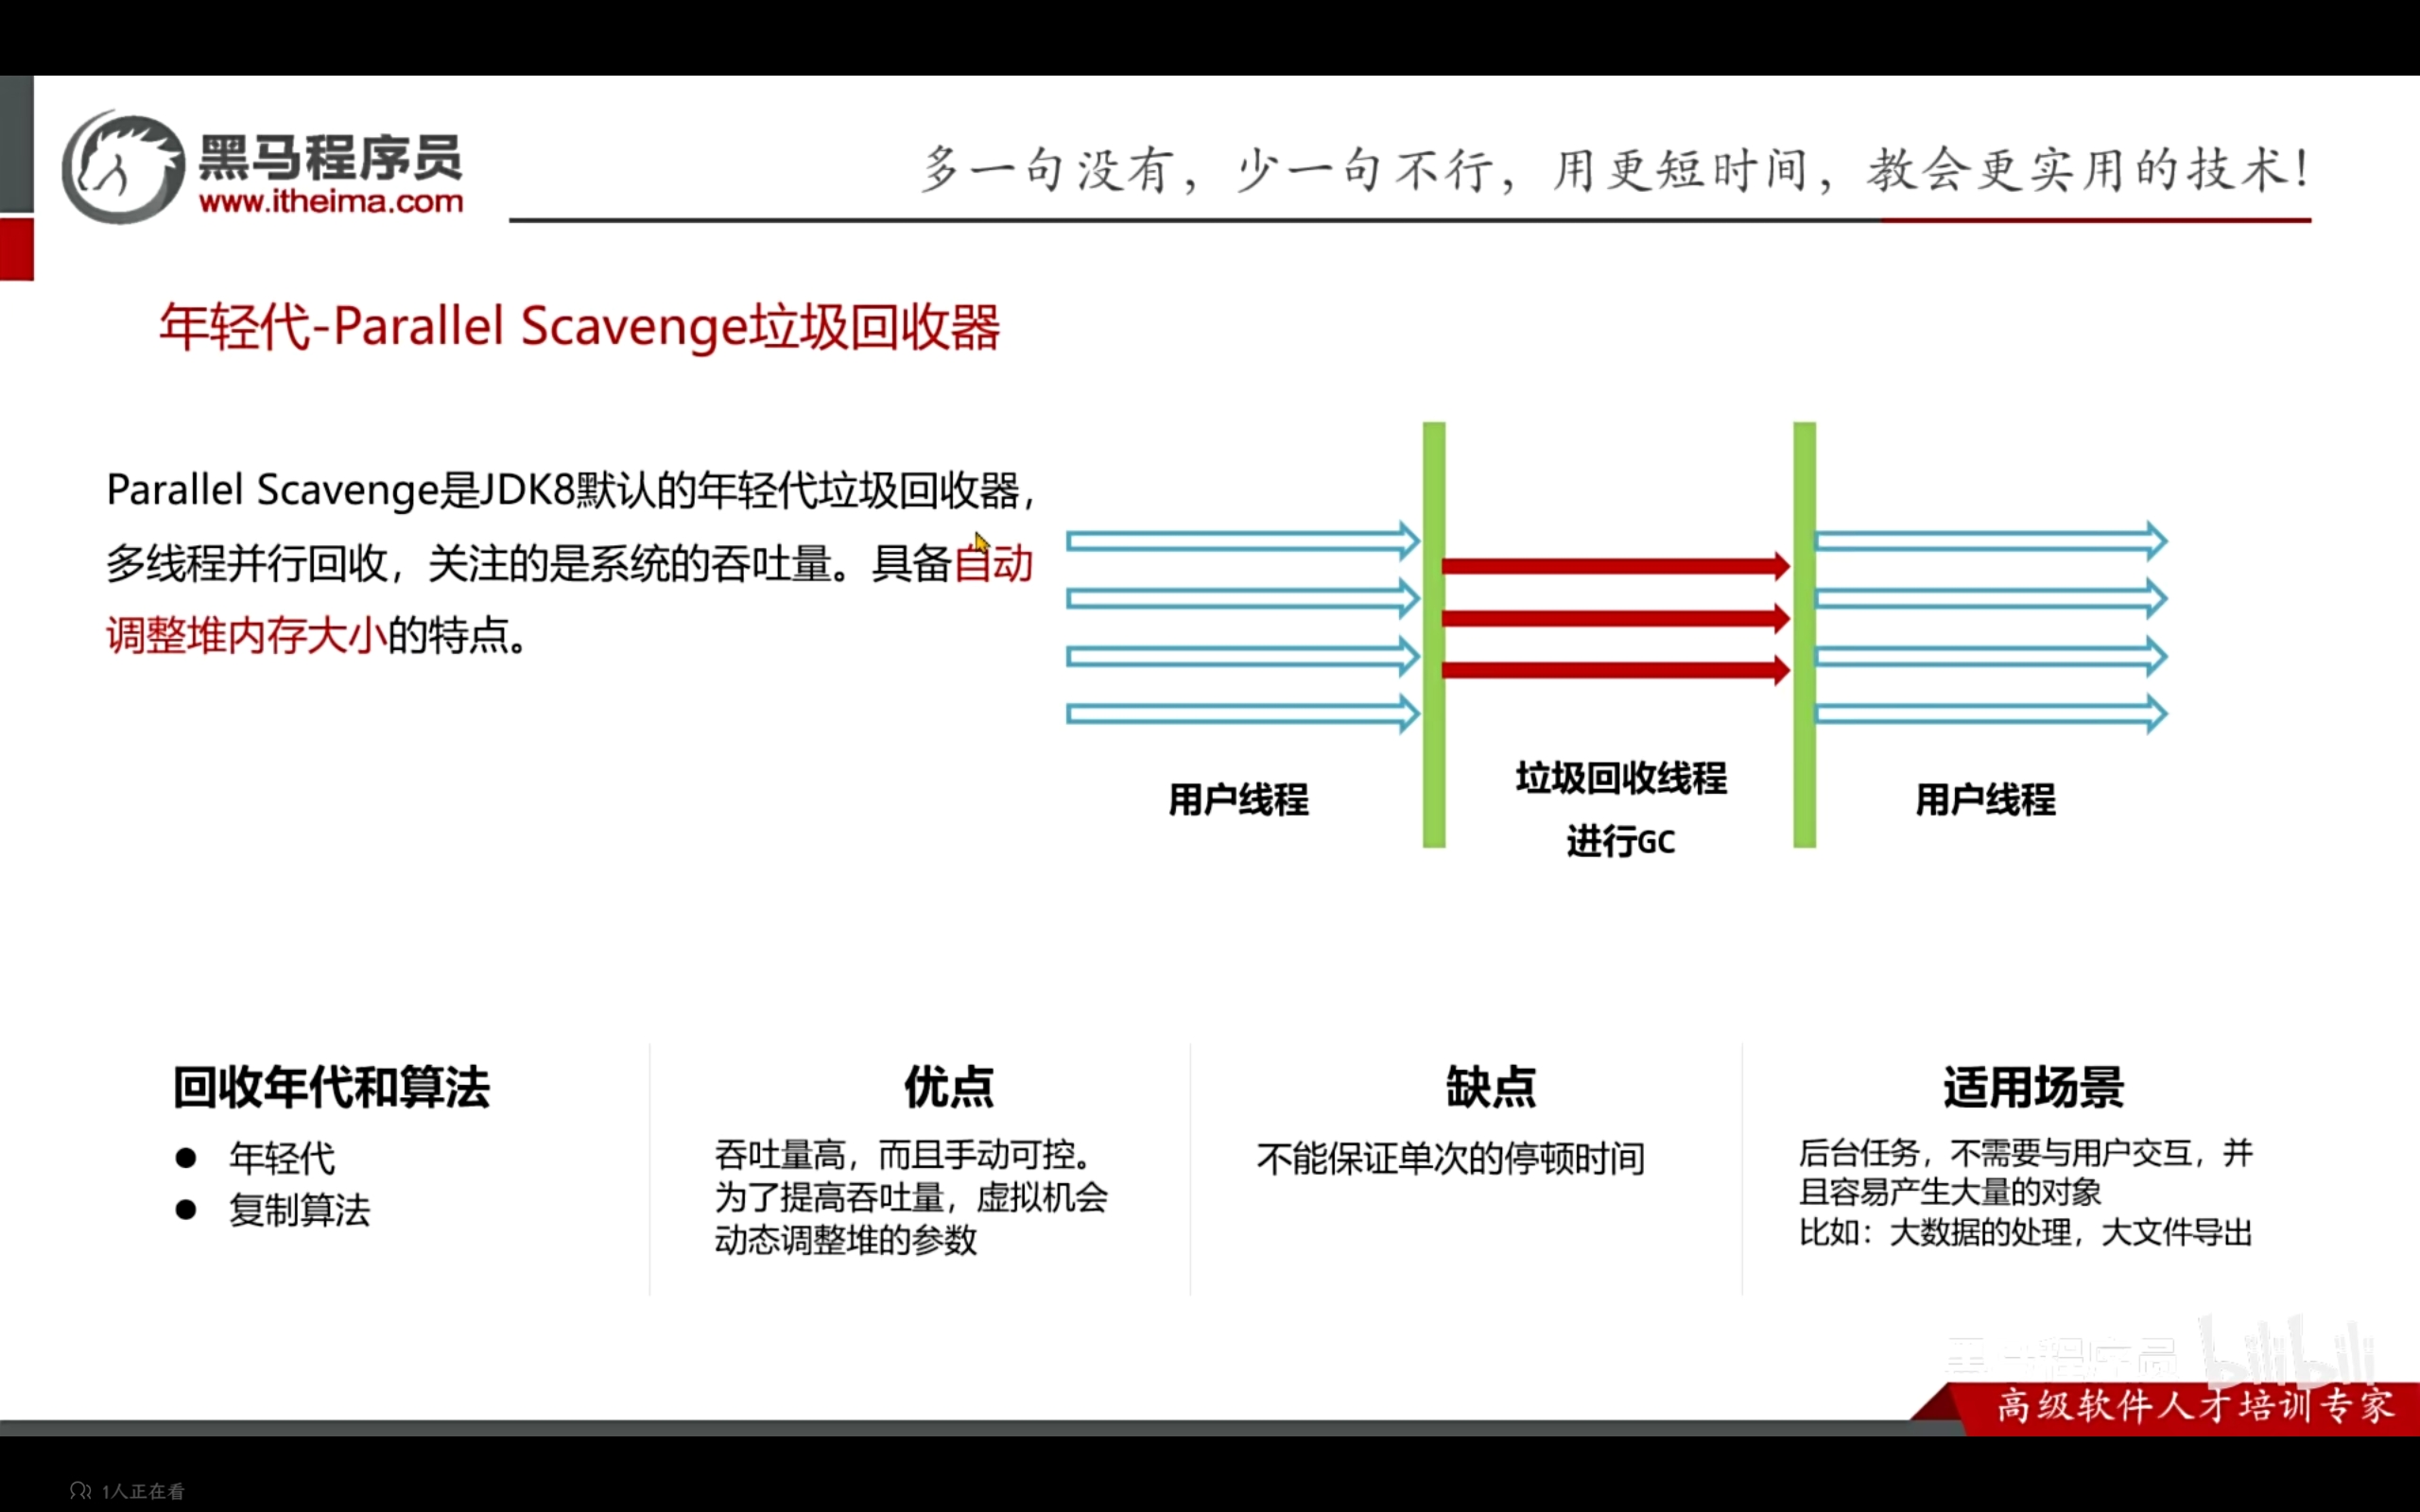 黑马程序员
www.itheima.com
多一句没有，少一句不行，用更短时间，教会更实用的技术！
年轻代-Parallel Scavenge垃圾回收器
Parallel Scavenge是JDK8默认的年轻代垃圾回收器，
多线程并行回收，关注的是系统的吞吐量。具备自动
调整堆内存大小的特点。
用户线程
垃圾回收线程
进行GC
用户线程
回收年代和算法
● 年轻代
● 复制算法
优点
吞吐量高，而且手动可控。
为了提高吞吐量，虚拟机会
动态调整堆的参数
缺点
不能保证单次的停顿时间
适用场景
后台任务，不需要与用户交互，并
且容易产生大量的对象
比如：大数据的处理，大文件导出
黑马程序员 bilibili
高级软件人才培训专家
1人正在看